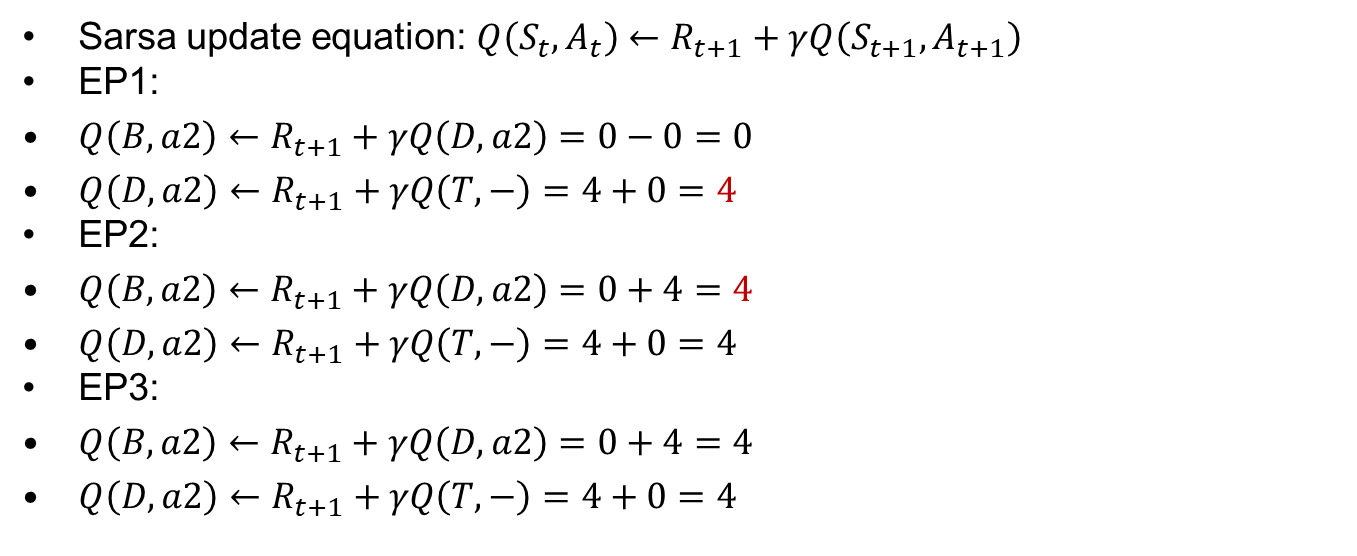 • Sarsa update equation: Q(S_t, A_t) ← R_{t+1} + γQ(S_{t+1}, A_{t+1})
• EP1:
• Q(B, a2) ← R_{t+1} + γQ(D, a2) = 0 − 0 = 0
• Q(D, a2) ← R_{t+1} + γQ(T, −) = 4 + 0 = 4
• EP2:
• Q(B, a2) ← R_{t+1} + γQ(D, a2) = 0 + 4 = 4
• Q(D, a2) ← R_{t+1} + γQ(T, −) = 4 + 0 = 4
• EP3:
• Q(B, a2) ← R_{t+1} + γQ(D, a2) = 0 + 4 = 4
• Q(D, a2) ← R_{t+1} + γQ(T, −) = 4 + 0 = 4